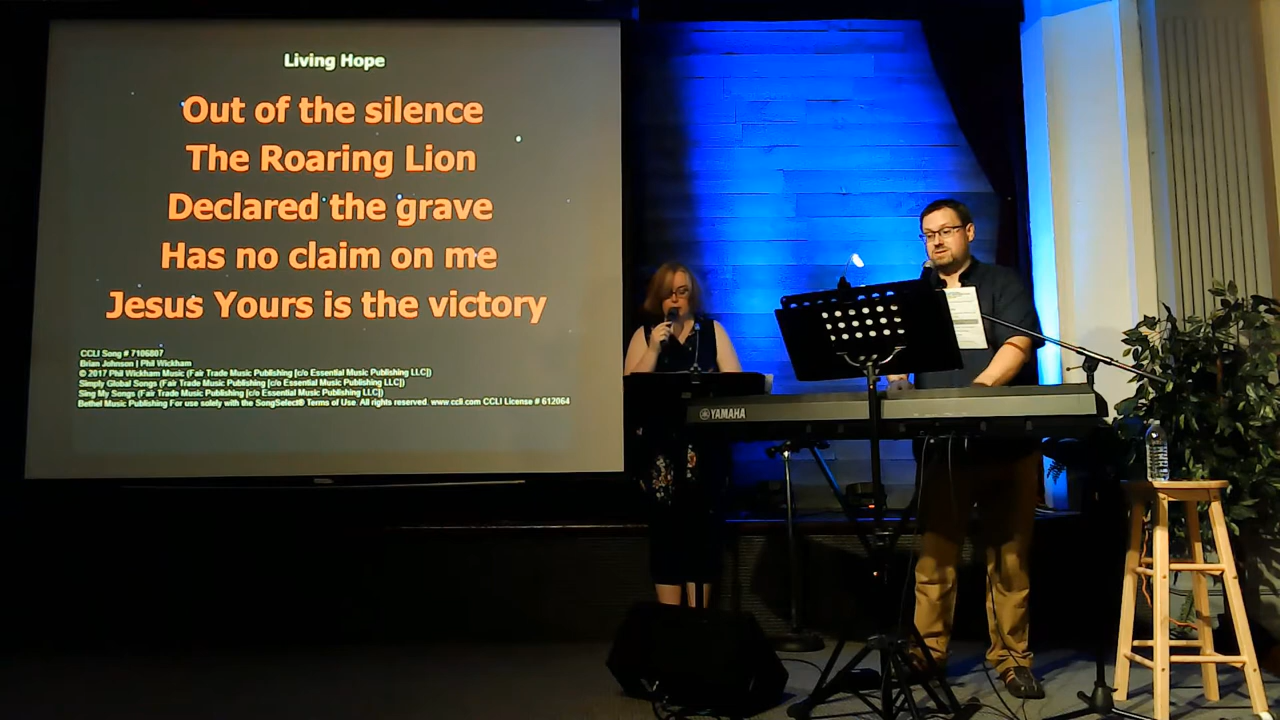 Living Hope
Out of the silence
The Roaring Lion
Declared the grave
Has no claim on me
Jesus Yours is the victory
CCLI Song # 7106807
Brian Johnson | Phil Wickham
© 2017 Phil Wickham Music (Fair Trade Music Publishing [c/o Essential Music Publishing LLC])
Simply Global Songs (Fair Trade Music Publishing [c/o Essential Music Publishing LLC])
Sing My Songs (Fair Trade Music Publishing [c/o Essential Music Publishing LLC])
Bethel Music Publishing For use solely with the SongSelect® Terms of Use. All rights reserved. www.ccli.com CCLI License # 612064
YAMAHA